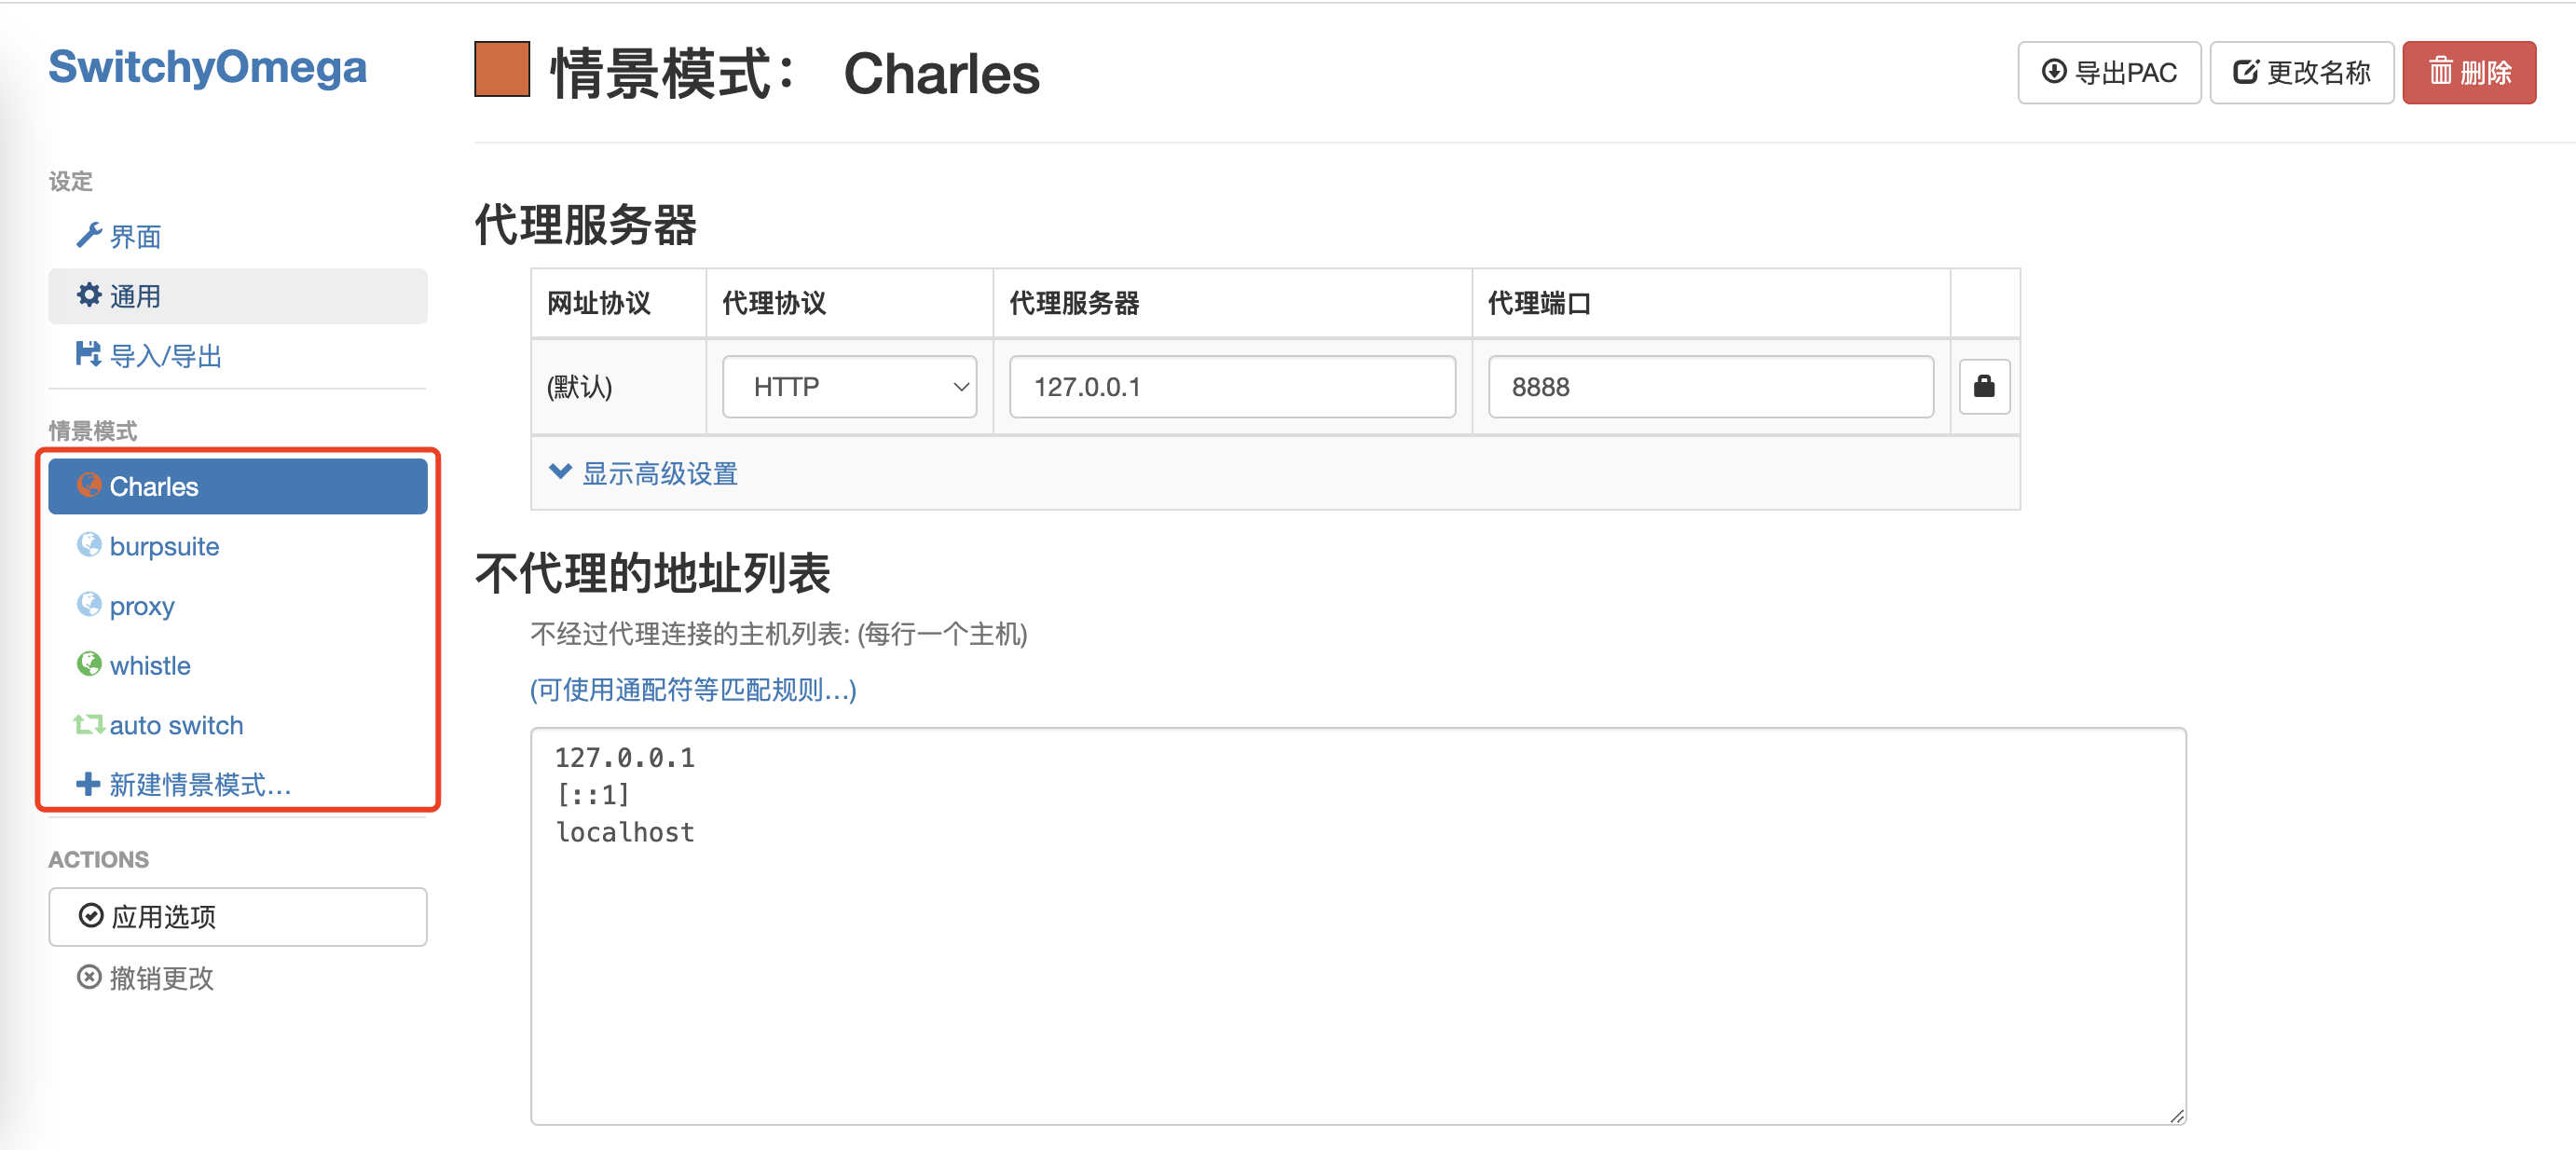 SwitchyOmega
设定
界面
通用
导入/导出
情景模式
Charles
burpsuite
proxy
whistle
auto switch
新建情景模式...
ACTIONS
应用选项
撤销更改
情景模式： Charles
导出PAC
更改名称
删除
代理服务器
网址协议 代理协议 代理服务器 代理端口
(默认) HTTP 127.0.0.1 8888
显示高级设置
不代理的地址列表
不经过代理连接的主机列表: (每行一个主机)
(可使用通配符等匹配规则...)
127.0.0.1
[::1]
localhost